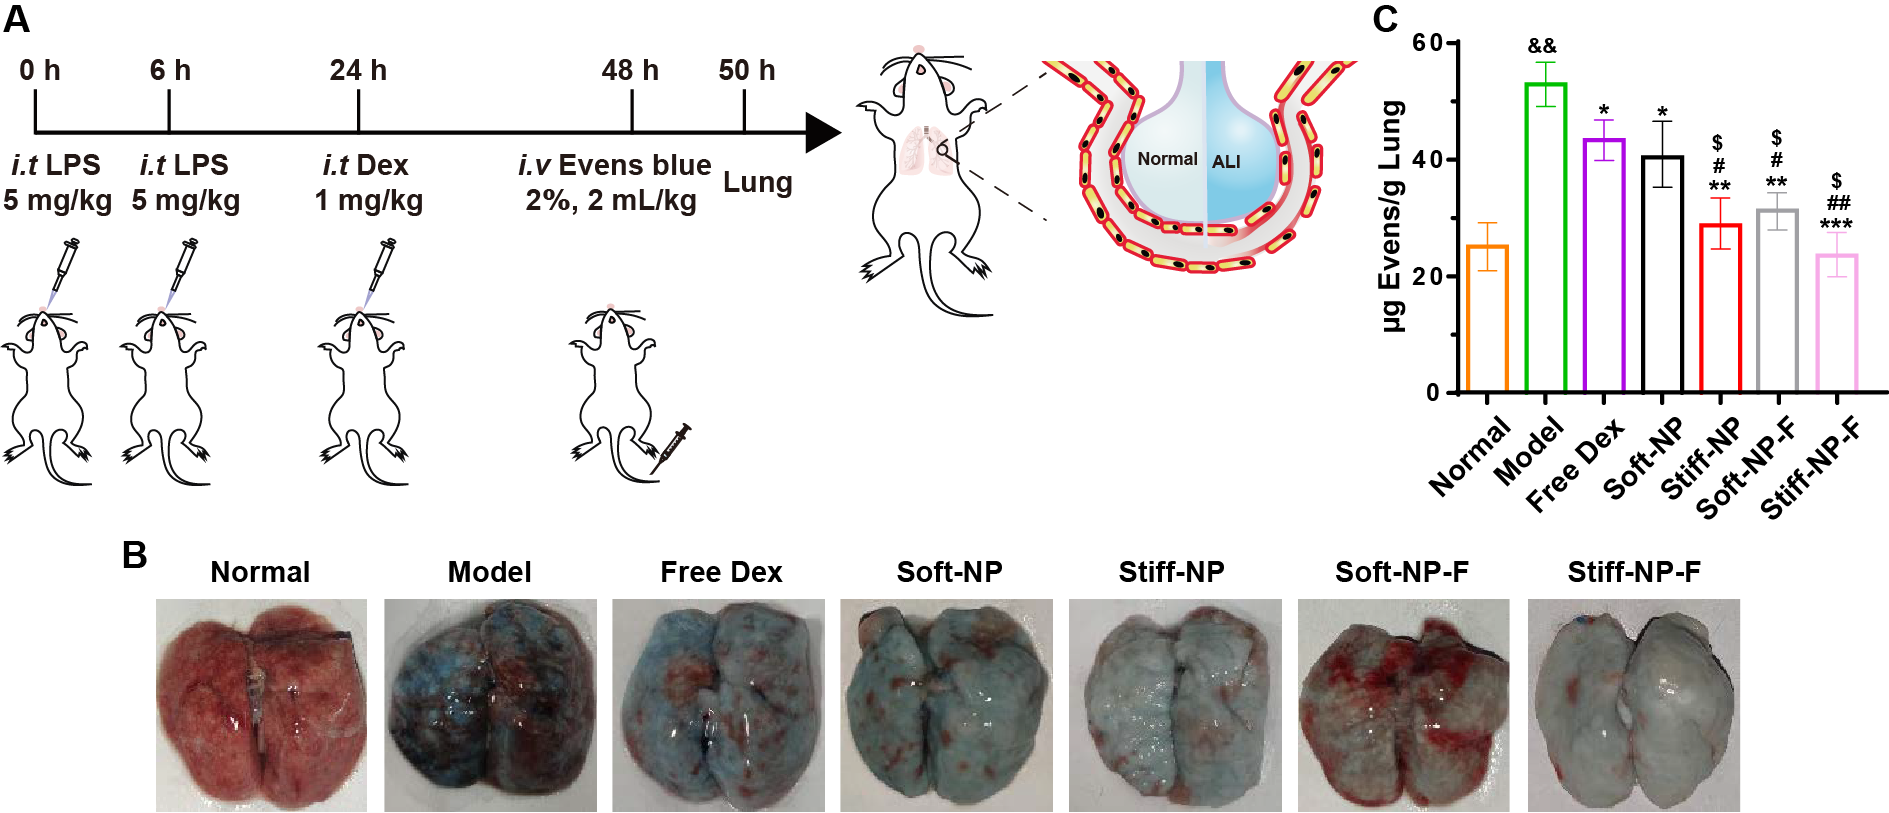 A
0 h 6 h 24 h 48 h 50 h
i.t LPS i.t LPS i.t Dex i.v Evens blue Lung
5 mg/kg 5 mg/kg 1 mg/kg 2%, 2 mL/kg
Normal ALI
C
µg Evens/g Lung
60
40
20
0
&&
*
*
$
#
**
$
#
**
$
##
***
Normal
Model
Free Dex
Soft-NP
Stiff-NP
Soft-NP-F
Stiff-NP-F
B
Normal Model Free Dex Soft-NP Stiff-NP Soft-NP-F Stiff-NP-F